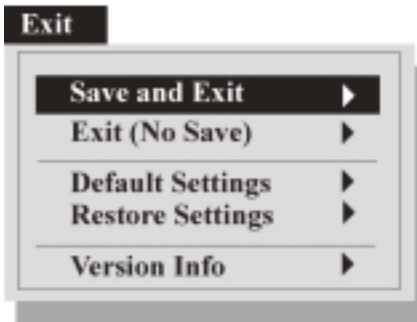 Exit
Save and Exit
Exit (No Save)
Default Settings
Restore Settings
Version Info